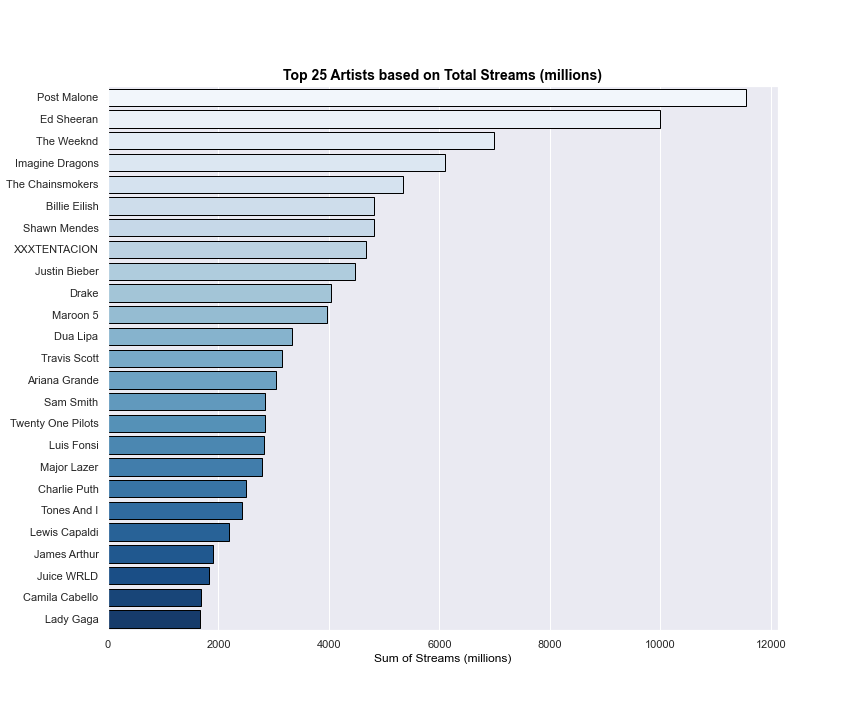 Top 25 Artists based on Total Streams (millions)
Post Malone
Ed Sheeran
The Weeknd
Imagine Dragons
The Chainsmokers
Billie Eilish
Shawn Mendes
XXXTENTACION
Justin Bieber
Drake
Maroon 5
Dua Lipa
Travis Scott
Ariana Grande
Sam Smith
Twenty One Pilots
Luis Fonsi
Major Lazer
Charlie Puth
Tones And I
Lewis Capaldi
James Arthur
Juice WRLD
Camila Cabello
Lady Gaga
0 2000 4000 6000 8000 10000 12000
Sum of Streams (millions)